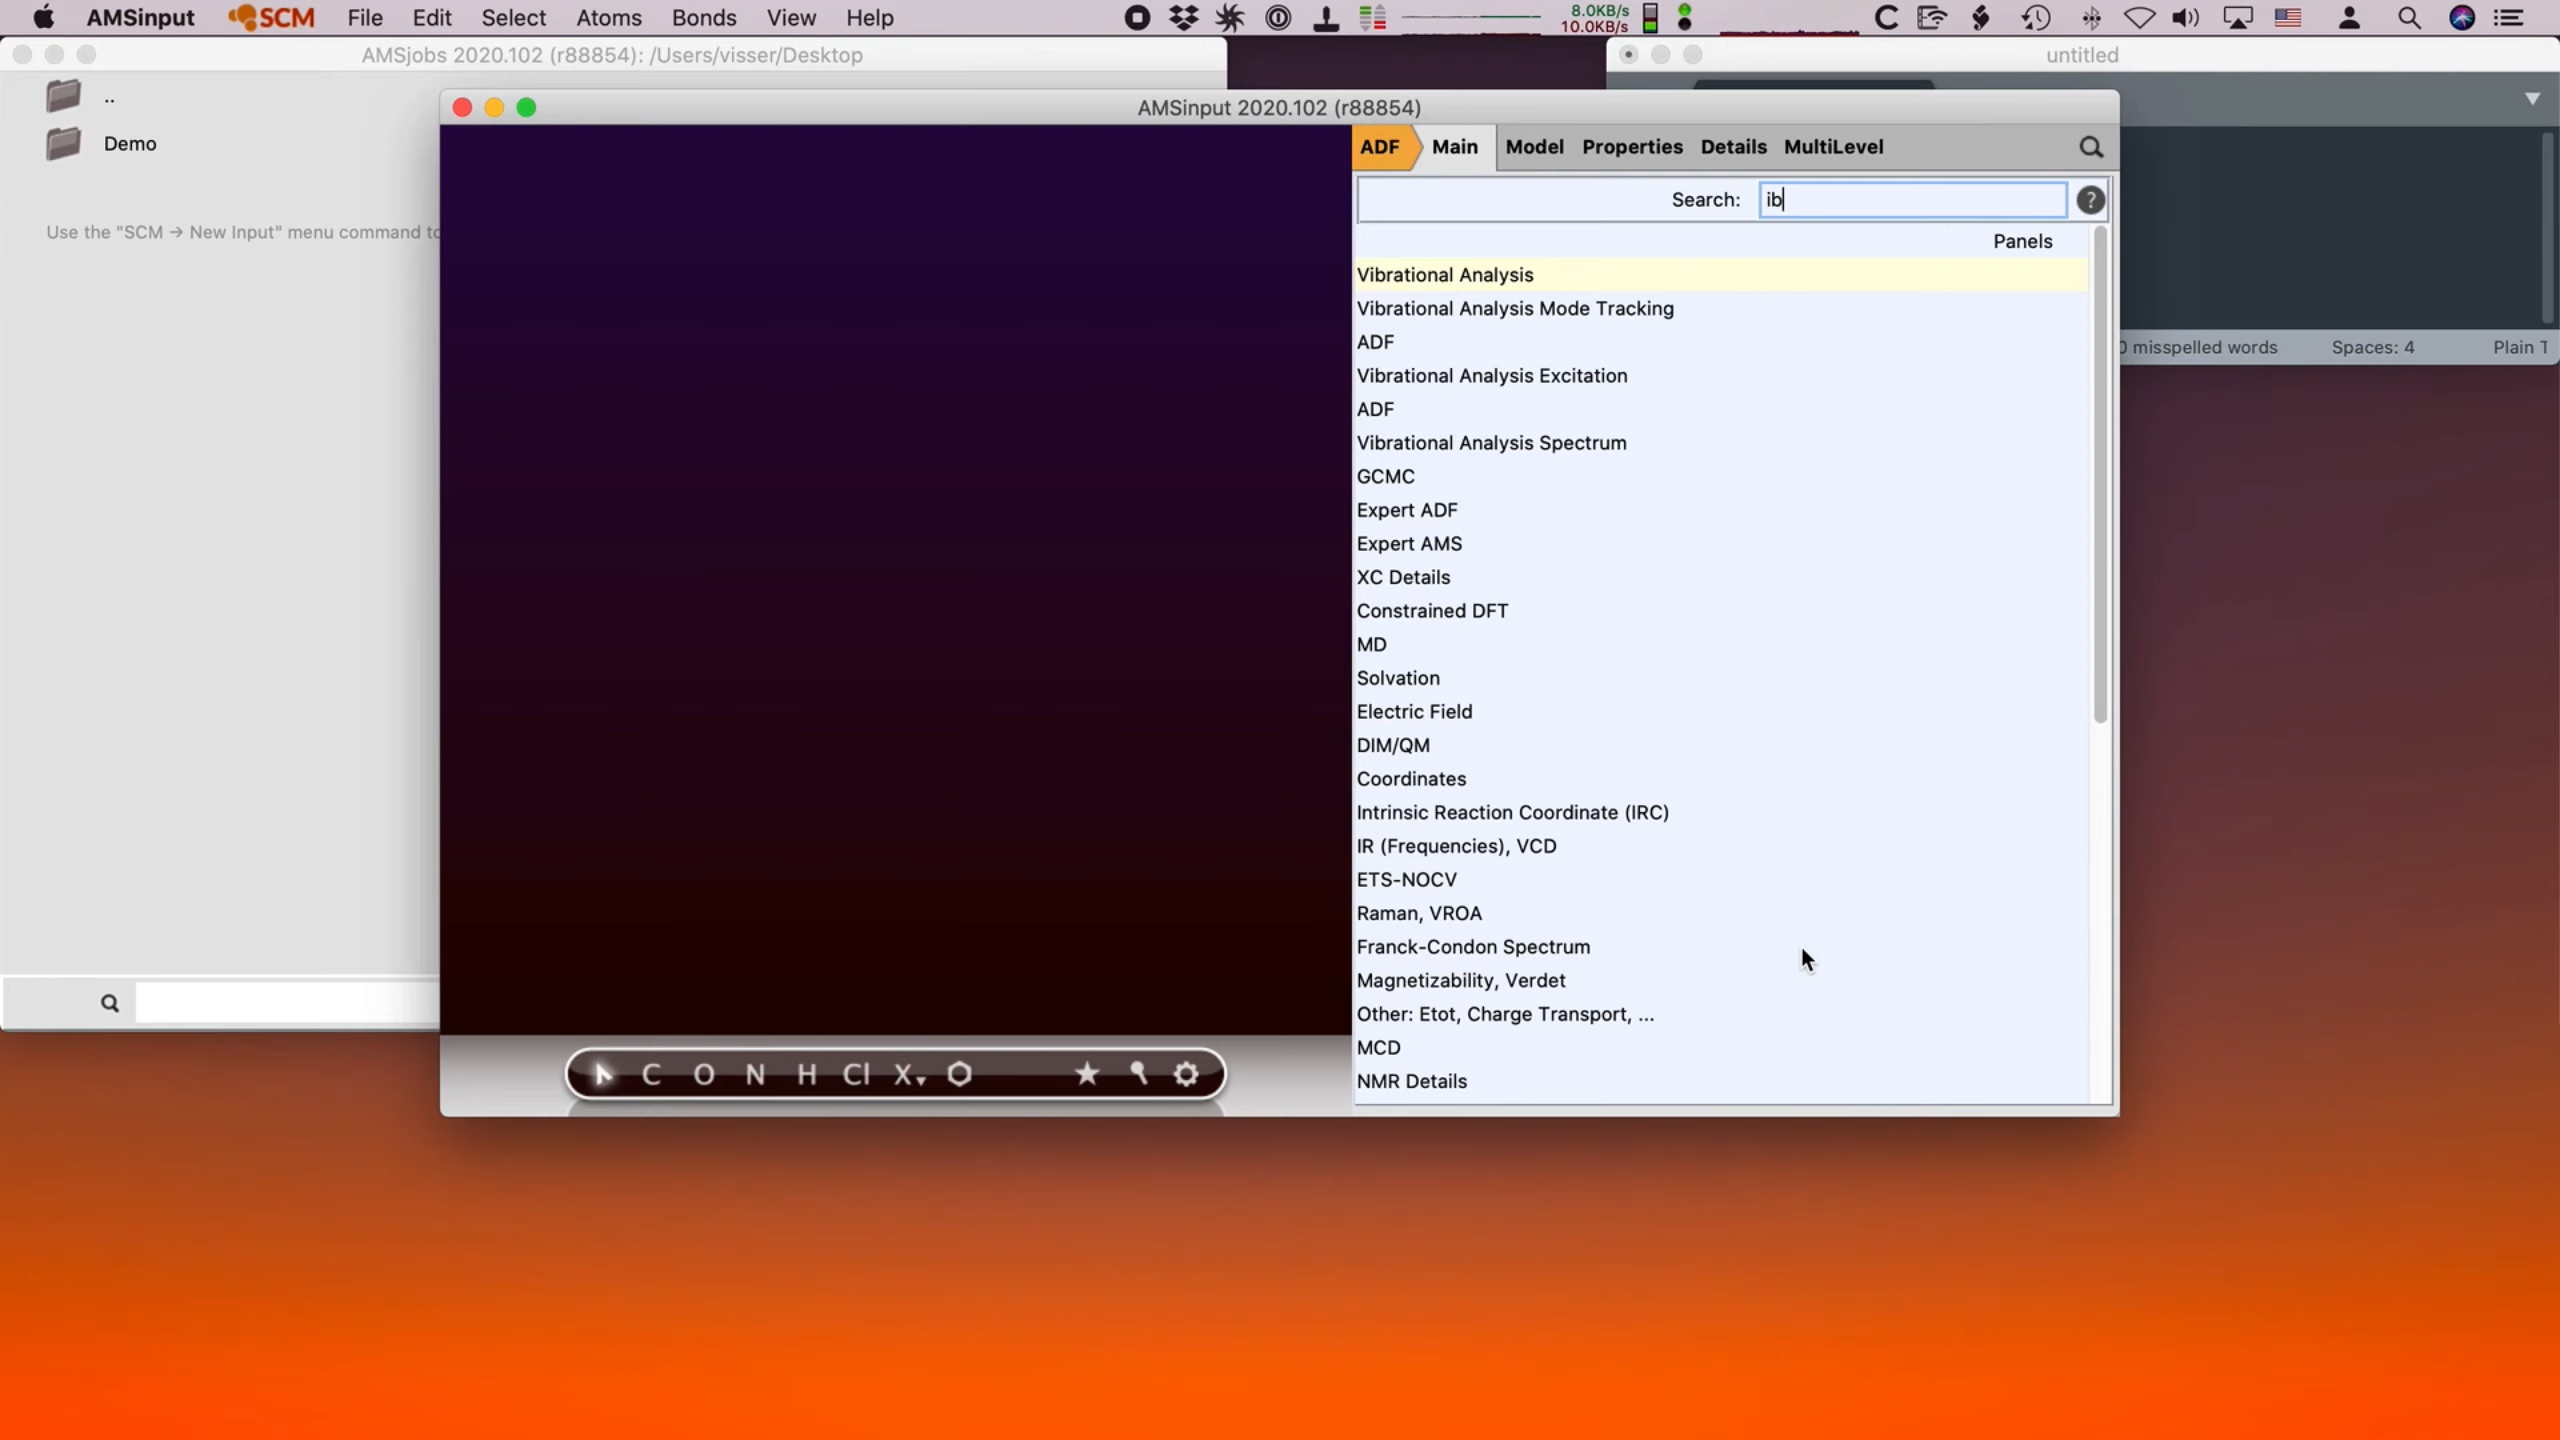 AMSinput SCM File Edit Select Atoms Bonds View Help 8.0KB/s
10.0KB/s
AMSjobs 2020.102 (r88854): /Users/visser/Desktop
untitled
..
Demo
Use the "SCM → New Input" menu command to
AMSinput 2020.102 (r88854)
ADF Main Model Properties Details MultiLevel
Search: ib
?
Panels
Vibrational Analysis
Vibrational Analysis Mode Tracking
ADF
Vibrational Analysis Excitation
ADF
Vibrational Analysis Spectrum
GCMC
Expert ADF
Expert AMS
XC Details
Constrained DFT
MD
Solvation
Electric Field
DIM/QM
Coordinates
Intrinsic Reaction Coordinate (IRC)
IR (Frequencies), VCD
ETS-NOCV
Raman, VROA
Franck-Condon Spectrum
Magnetizability, Verdet
Other: Etot, Charge Transport, ...
MCD
NMR Details
C O N H Cl X
0 misspelled words Spaces: 4 Plain T